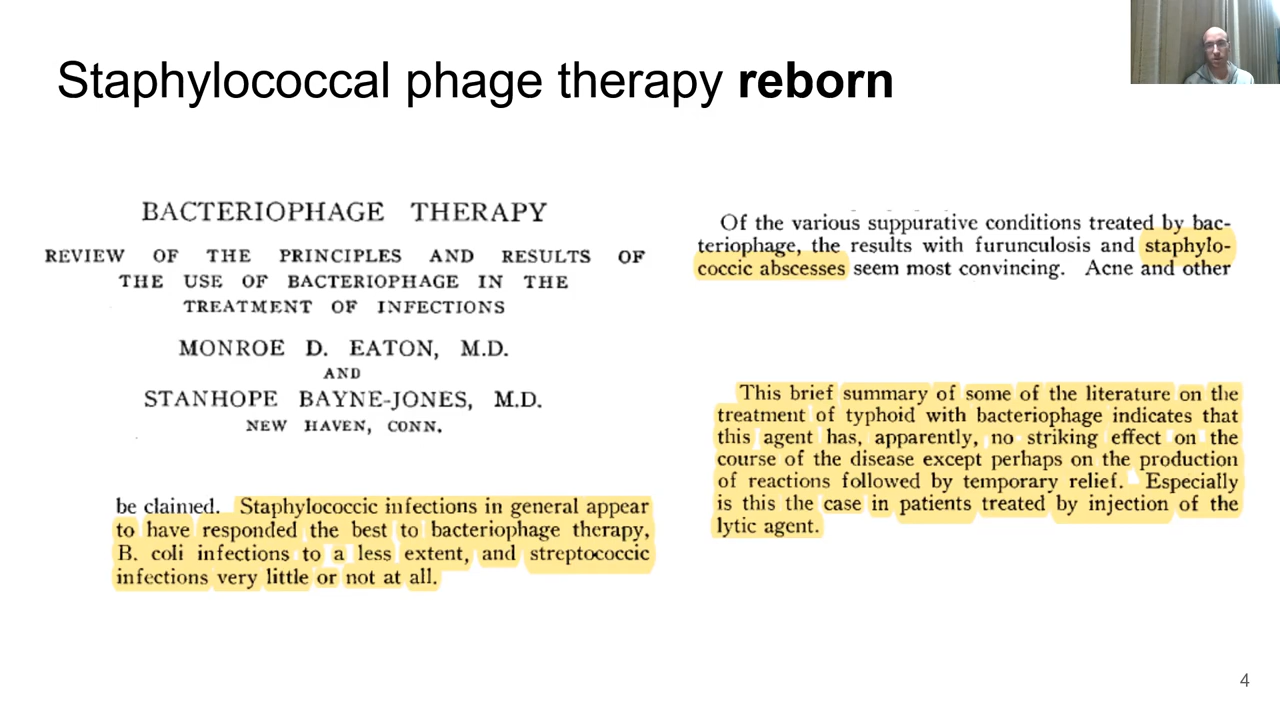 Staphylococcal phage therapy reborn
BACTERIOPHAGE THERAPY
REVIEW OF THE PRINCIPLES AND RESULTS OF
THE USE OF BACTERIOPHAGE IN THE
TREATMENT OF INFECTIONS
MONROE D. EATON, M.D.
AND
STANHOPE BAYNE-JONES, M.D.
NEW HAVEN, CONN.
be claimed. Staphylococcic infections in general appear
to have responded the best to bacteriophage therapy,
B. coli infections to a less extent, and streptococcic
infections very little or not at all.
Of the various suppurative conditions treated by bac-
teriophage, the results with furunculosis and staphylo-
coccic abscesses seem most convincing. Acne and other
This brief summary of some of the literature on the
treatment of typhoid with bacteriophage indicates that
this agent has, apparently, no striking effect on the
course of the disease except perhaps on the production
of reactions followed by temporary relief. Especially
is this the case in patients treated by injection of the
lytic agent.
4